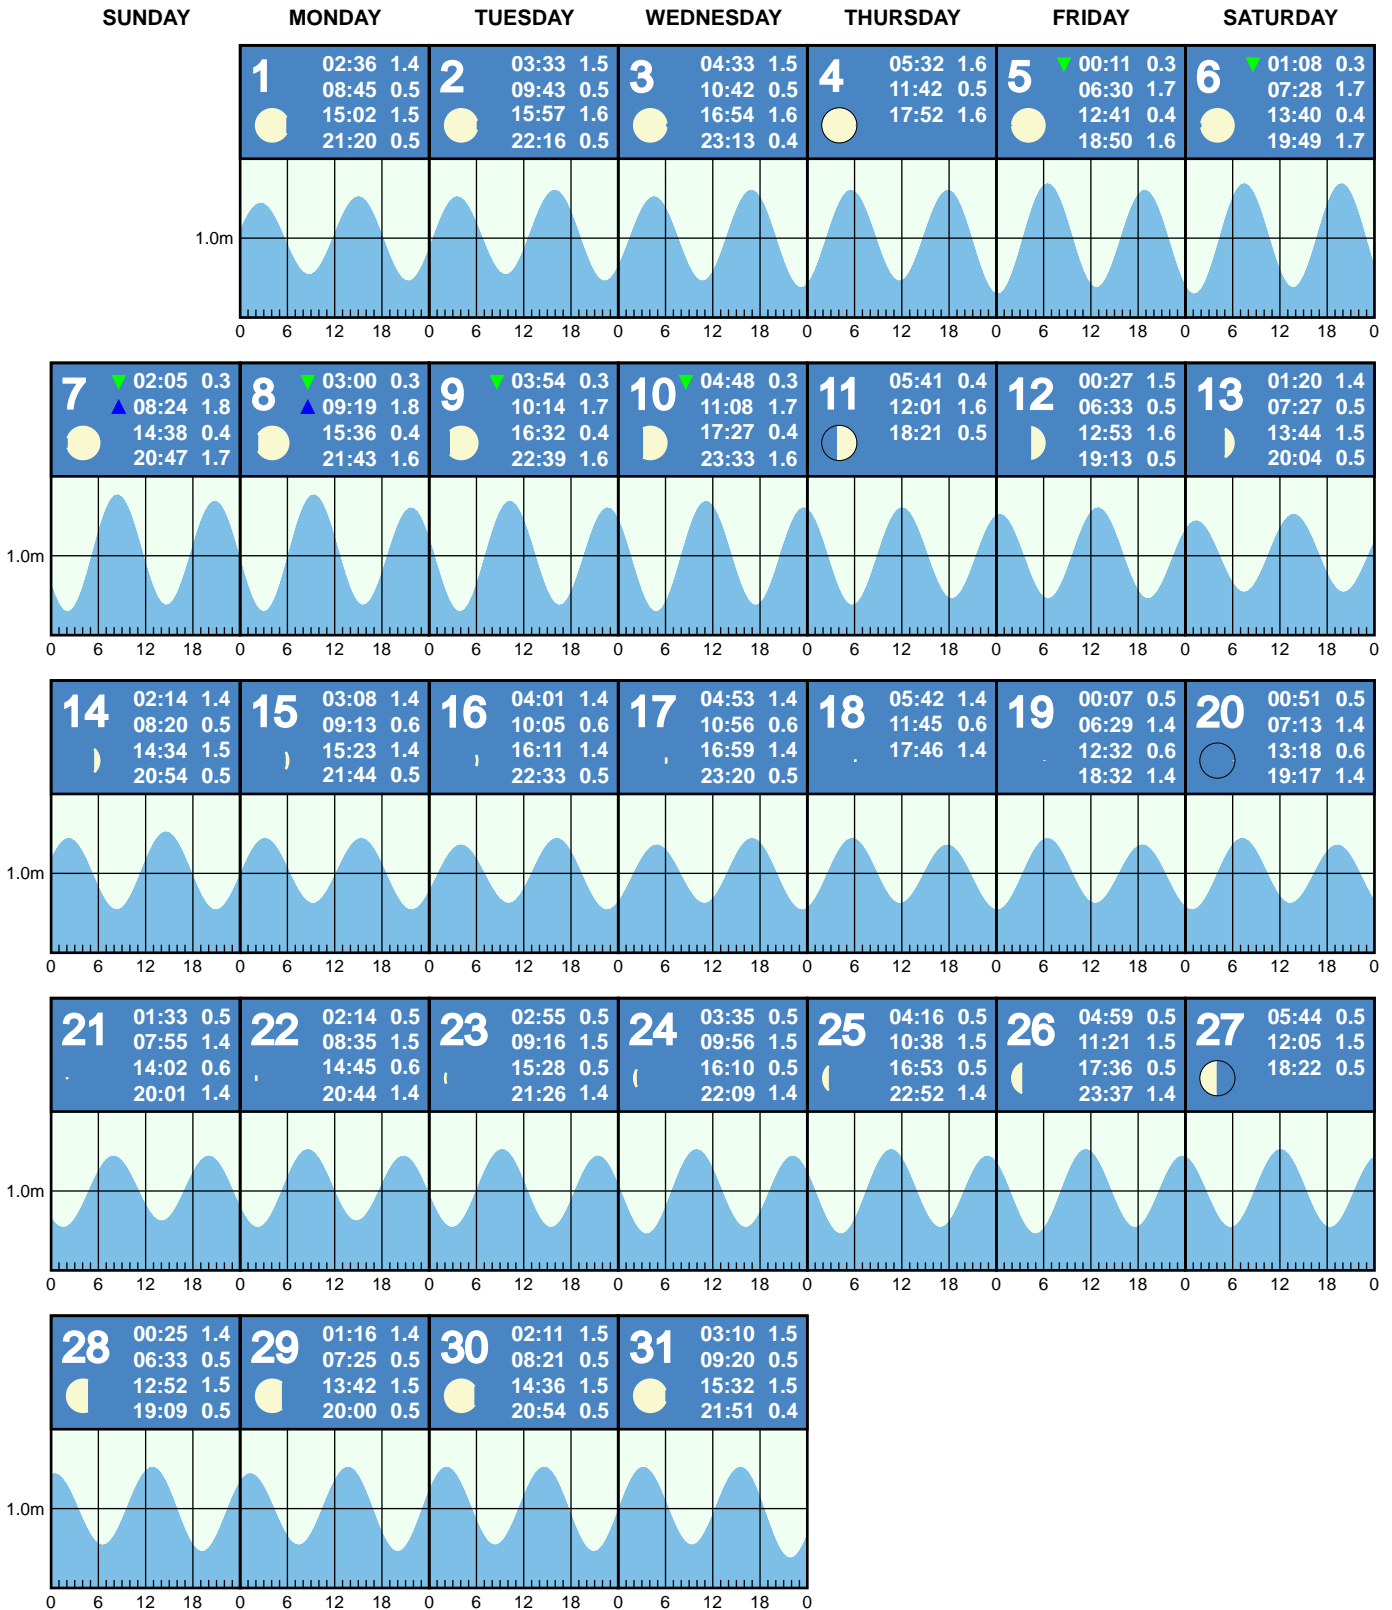 SUNDAY MONDAY TUESDAY WEDNESDAY THURSDAY FRIDAY SATURDAY
1 02:36 1.4
08:45 0.5
15:02 1.5
21:20 0.5
2 03:33 1.5
09:43 0.5
15:57 1.6
22:16 0.5
3 04:33 1.5
10:42 0.5
16:54 1.6
23:13 0.4
4 05:32 1.6
11:42 0.5
17:52 1.6
5 00:11 0.3
06:30 1.7
12:41 0.4
18:50 1.6
6 01:08 0.3
07:28 1.7
13:40 0.4
19:49 1.7
1.0m
0 6 12 18 0 6 12 18 0 6 12 18 0 6 12 18 0 6 12 18 0 6 12 18 0
7 02:05 0.3
08:24 1.8
14:38 0.4
20:47 1.7
8 03:00 0.3
09:19 1.8
15:36 0.4
21:43 1.6
9 03:54 0.3
10:14 1.7
16:32 0.4
22:39 1.6
10 04:48 0.3
11:08 1.7
17:27 0.4
23:33 1.6
11 05:41 0.4
12:01 1.6
18:21 0.5
12 00:27 1.5
06:33 0.5
12:53 1.6
19:13 0.5
13 01:20 1.4
07:27 0.5
13:44 1.5
20:04 0.5
1.0m
0 6 12 18 0 6 12 18 0 6 12 18 0 6 12 18 0 6 12 18 0 6 12 18 0 6 12 18 0
14 02:14 1.4
08:20 0.5
14:34 1.5
20:54 0.5
15 03:08 1.4
09:13 0.6
15:23 1.4
21:44 0.5
16 04:01 1.4
10:05 0.6
16:11 1.4
22:33 0.5
17 04:53 1.4
10:56 0.6
16:59 1.4
23:20 0.5
18 05:42 1.4
11:45 0.6
17:46 1.4
19 00:07 0.5
06:29 1.4
12:32 0.6
18:32 1.4
20 00:51 0.5
07:13 1.4
13:18 0.6
19:17 1.4
1.0m
0 6 12 18 0 6 12 18 0 6 12 18 0 6 12 18 0 6 12 18 0 6 12 18 0 6 12 18 0
21 01:33 0.5
07:55 1.4
14:02 0.6
20:01 1.4
22 02:14 0.5
08:35 1.5
14:45 0.6
20:44 1.4
23 02:55 0.5
09:16 1.5
15:28 0.5
21:26 1.4
24 03:35 0.5
09:56 1.5
16:10 0.5
22:09 1.4
25 04:16 0.5
10:38 1.5
16:53 0.5
22:52 1.4
26 04:59 0.5
11:21 1.5
17:36 0.5
23:37 1.4
27 05:44 0.5
12:05 1.5
18:22 0.5
1.0m
0 6 12 18 0 6 12 18 0 6 12 18 0 6 12 18 0 6 12 18 0 6 12 18 0 6 12 18 0
28 00:25 1.4
06:33 0.5
12:52 1.5
19:09 0.5
29 01:16 1.4
07:25 0.5
13:42 1.5
20:00 0.5
30 02:11 1.5
08:21 0.5
14:36 1.5
20:54 0.5
31 03:10 1.5
09:20 0.5
15:32 1.5
21:51 0.4
1.0m
0 6 12 18 0 6 12 18 0 6 12 18 0 6 12 18 0